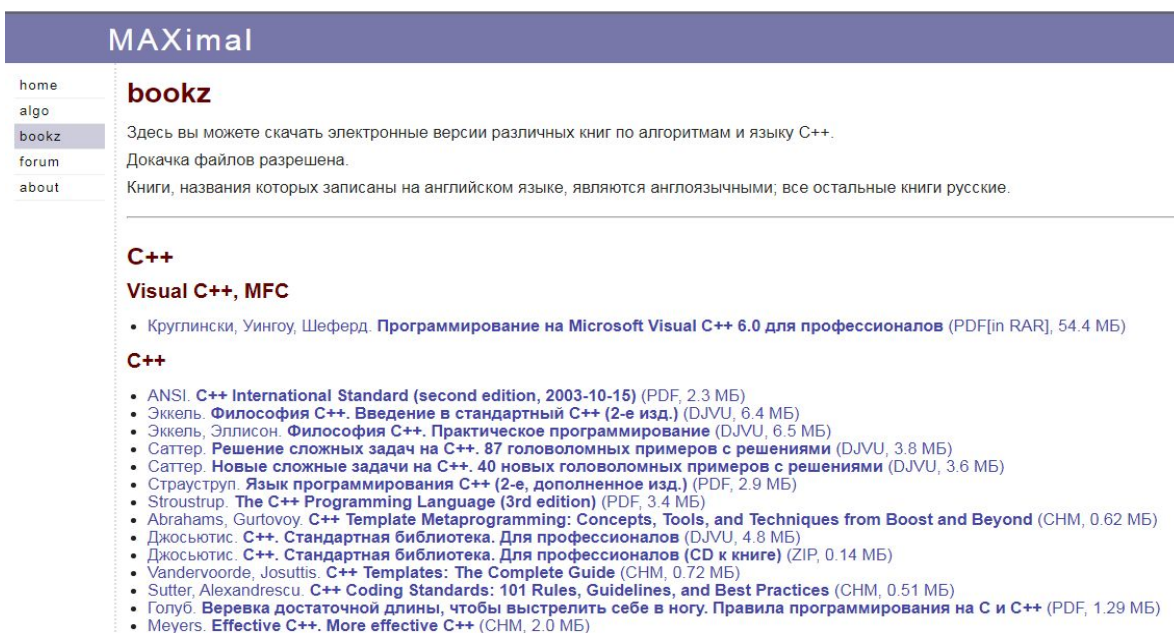 MAXimal
home
algo
bookz
forum
about
bookz
Здесь вы можете скачать электронные версии различных книг по алгоритмам и языку C++.
Докачка файлов разрешена.
Книги, названия которых записаны на английском языке, являются англоязычными; все остальные книги русские.
C++
Visual C++, MFC
• Круглински, Уингоу, Шеферд. Программирование на Microsoft Visual C++ 6.0 для профессионалов (PDF[in RAR], 54.4 МБ)
C++
• ANSI. C++ International Standard (second edition, 2003-10-15) (PDF, 2.3 МБ)
• Эккель. Философия C++. Введение в стандартный C++ (2-е изд.) (DJVU, 6.4 МБ)
• Эккель, Эллисон. Философия C++. Практическое программирование (DJVU, 6.5 МБ)
• Саттер. Решение сложных задач на C++. 87 головоломных примеров с решениями (DJVU, 3.8 МБ)
• Саттер. Новые сложные задачи на C++. 40 новых головоломных примеров с решениями (DJVU, 3.6 МБ)
• Страуструп. Язык программирования C++ (2-е, дополненное изд.) (PDF, 2.9 МБ)
• Stroustrup. The C++ Programming Language (3rd edition) (PDF, 3.4 МБ)
• Abrahams, Gurtovoy. C++ Template Metaprogramming: Concepts, Tools, and Techniques from Boost and Beyond (CHM, 0.62 МБ)
• Джосьютис. C++. Стандартная библиотека. Для профессионалов (DJVU, 4.8 МБ)
• Джосьютис. C++. Стандартная библиотека. Для профессионалов (CD к книге) (ZIP, 0.14 МБ)
• Vandervoorde, Josuttis. C++ Templates: The Complete Guide (CHM, 0.72 МБ)
• Sutter, Alexandrescu. C++ Coding Standards: 101 Rules, Guidelines, and Best Practices (CHM, 0.51 МБ)
• Голуб. Веревка достаточной длины, чтобы выстрелить себе в ногу. Правила программирования на С и С++ (PDF, 1.29 МБ)
• Meyers. Effective C++. More effective C++ (CHM, 2.0 МБ)